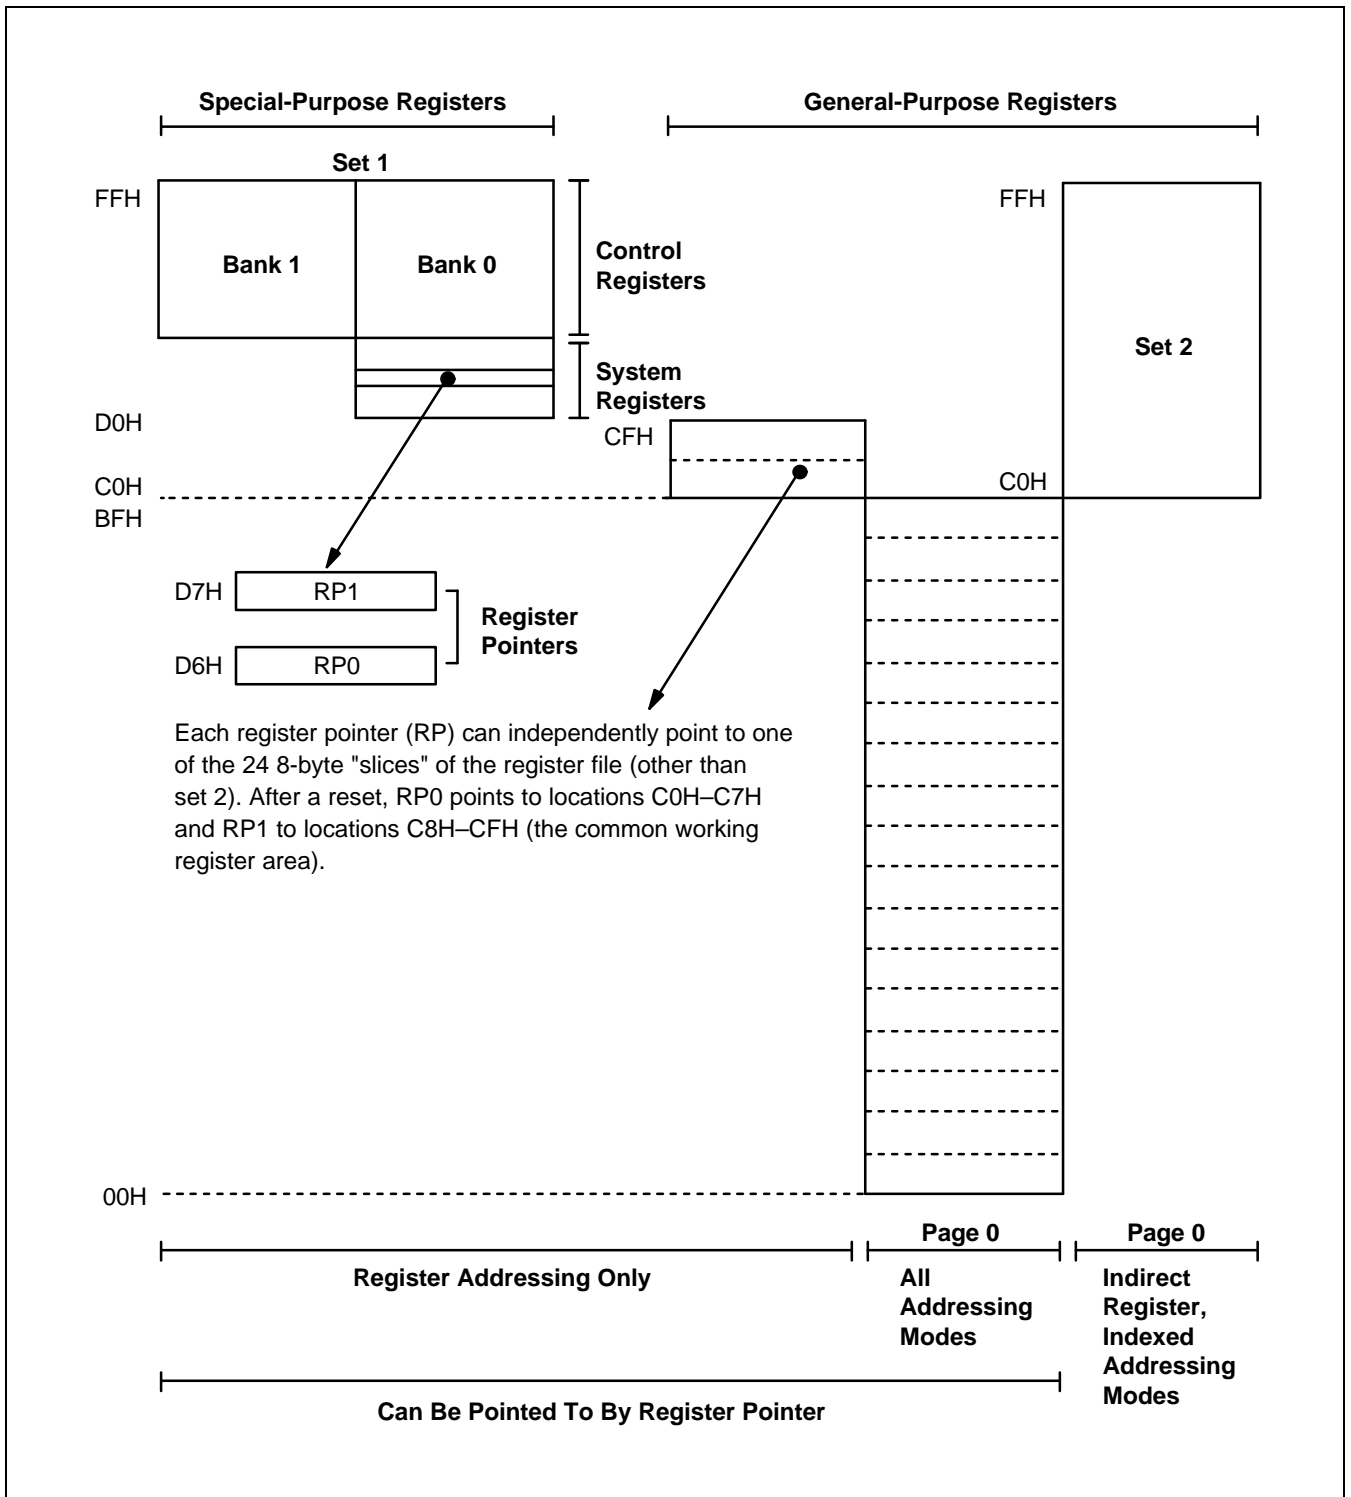 Special-Purpose Registers
General-Purpose Registers
Set 1
FFH
FFH
Bank 1
Bank 0
Control
Registers
Set 2
System
Registers
D0H
CFH
C0H
C0H
BFH
D7H
RP1
Register
Pointers
D6H
RP0
Each register pointer (RP) can independently point to one
of the 24 8-byte "slices" of the register file (other than
set 2). After a reset, RP0 points to locations C0H–C7H
and RP1 to locations C8H–CFH (the common working
register area).
00H
Page 0
Page 0
Register Addressing Only
All
Addressing
Modes
Indirect
Register,
Indexed
Addressing
Modes
Can Be Pointed To By Register Pointer